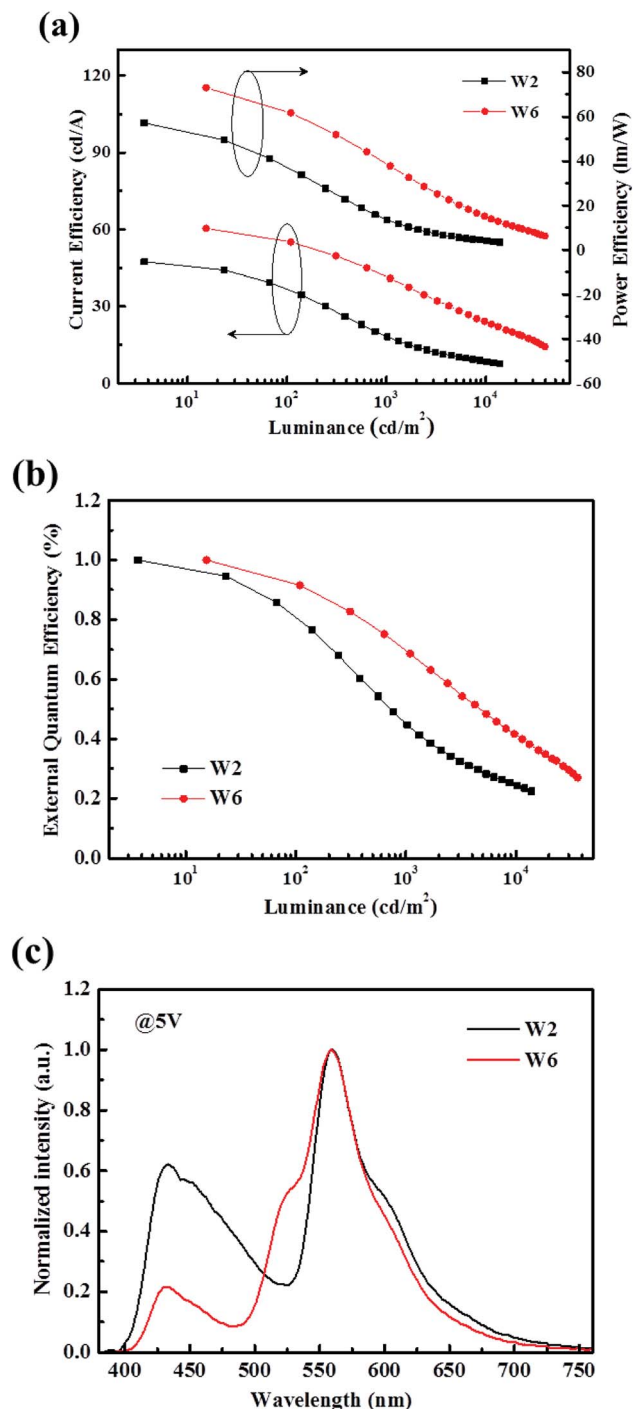 (a)
W2
W6
Current Efficiency (cd/A)
Power Efficiency (lm/W)
120
90
60
30
0
80
60
40
20
0
-20
-40
-60
10¹ 10² 10³ 10⁴
Luminance (cd/m²)
(b)
External Quantum Efficiency (%)
1.2
1.0
0.8
0.6
0.4
0.2
0.0
W2
W6
10¹ 10² 10³ 10⁴
Luminance (cd/m²)
(c)
Normalized intensity (a.u.)
1.2
1.0
0.8
0.6
0.4
0.2
0.0
@5V
W2
W6
400 450 500 550 600 650 700 750
Wavelength (nm)